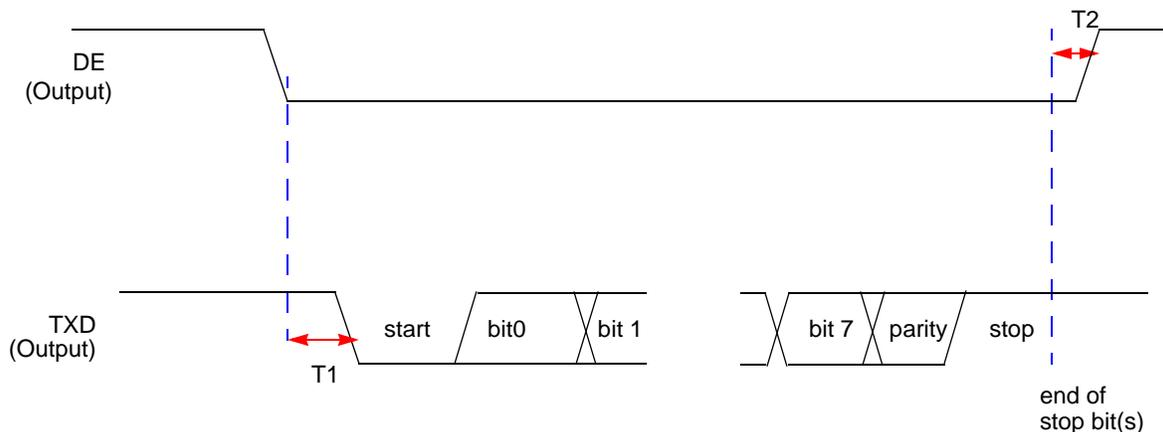 T2
DE
(Output)
TXD
(Output)
start
bit0
bit 1
bit 7
parity
stop
T1
end of
stop bit(s)